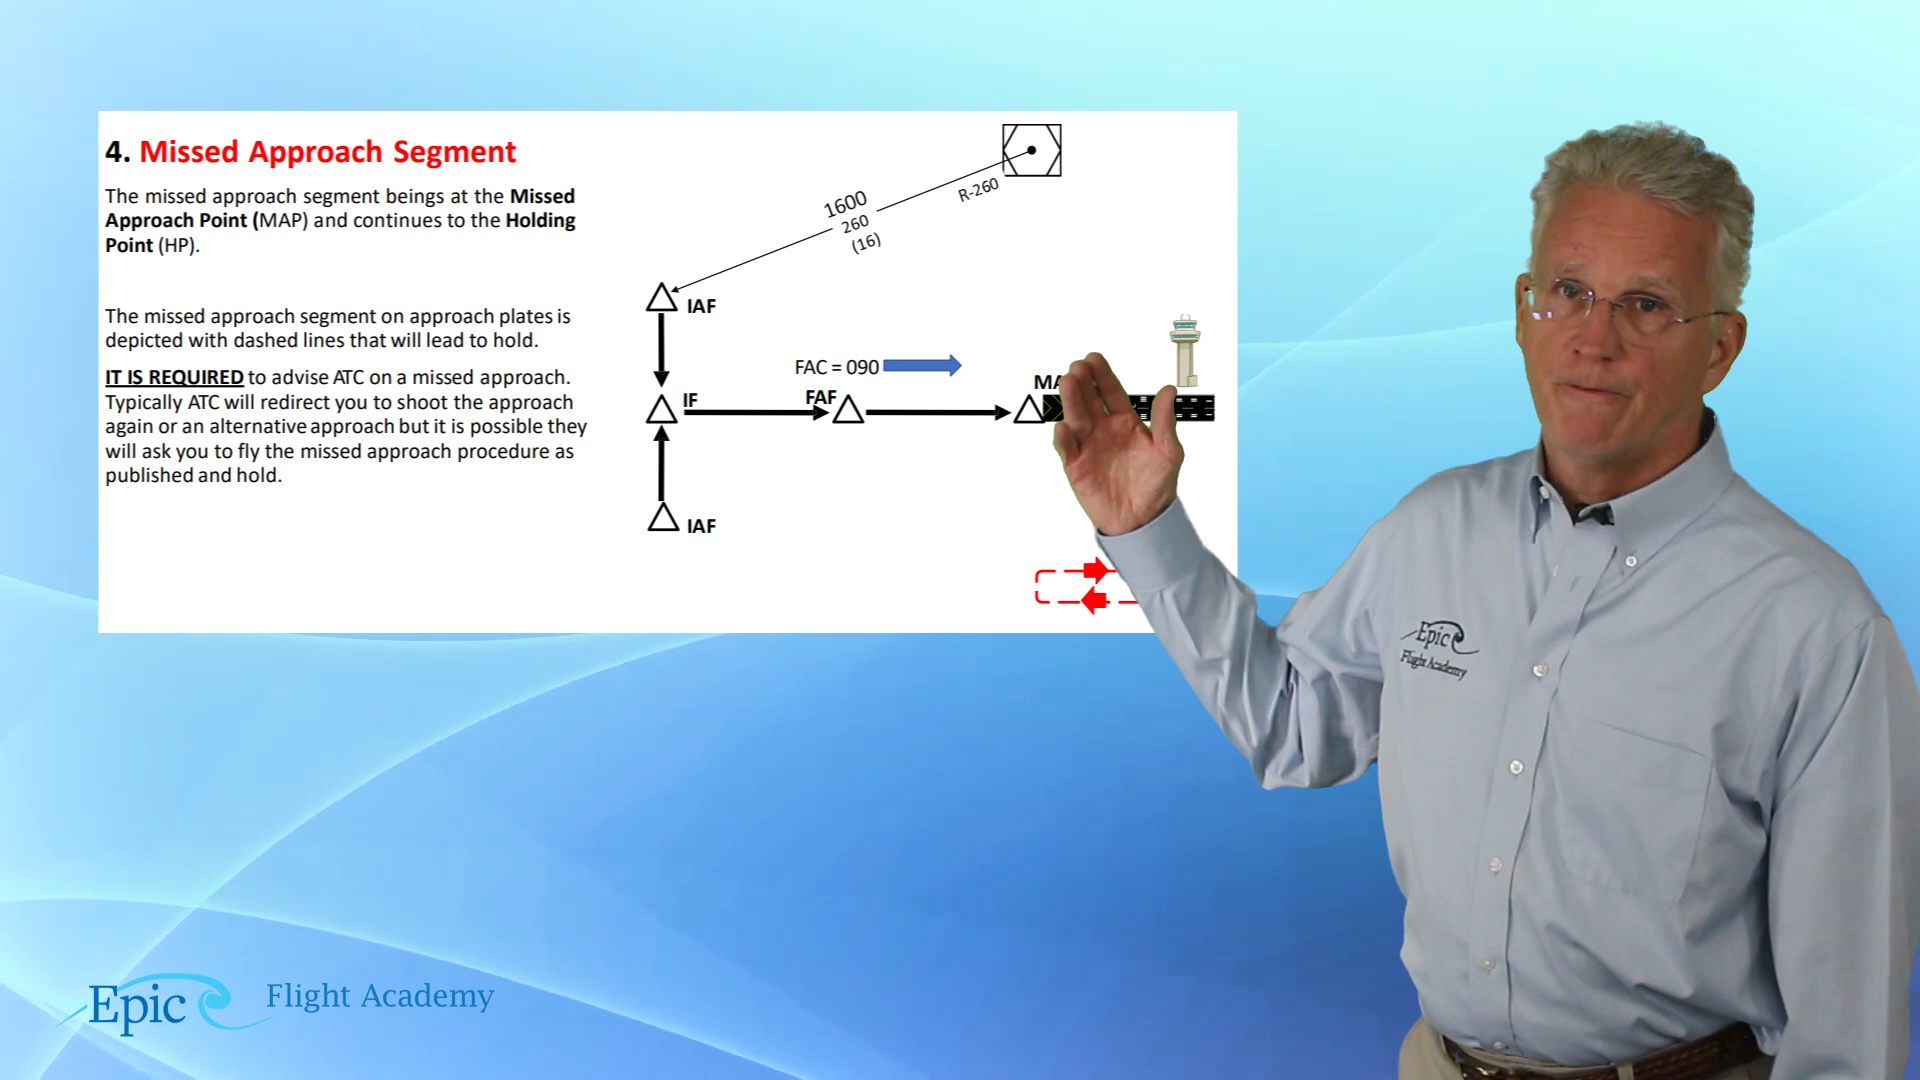 4. Missed Approach Segment
The missed approach segment beings at the Missed
Approach Point (MAP) and continues to the Holding
Point (HP).
The missed approach segment on approach plates is
depicted with dashed lines that will lead to hold.
IT IS REQUIRED to advise ATC on a missed approach.
Typically ATC will redirect you to shoot the approach
again or an alternative approach but it is possible they
will ask you to fly the missed approach procedure as
published and hold.
R-260
1600
260
(16)
IAF
FAC = 090
IF
FAF
MA
IAF
Epic
Flight Academy
Epic Flight Academy